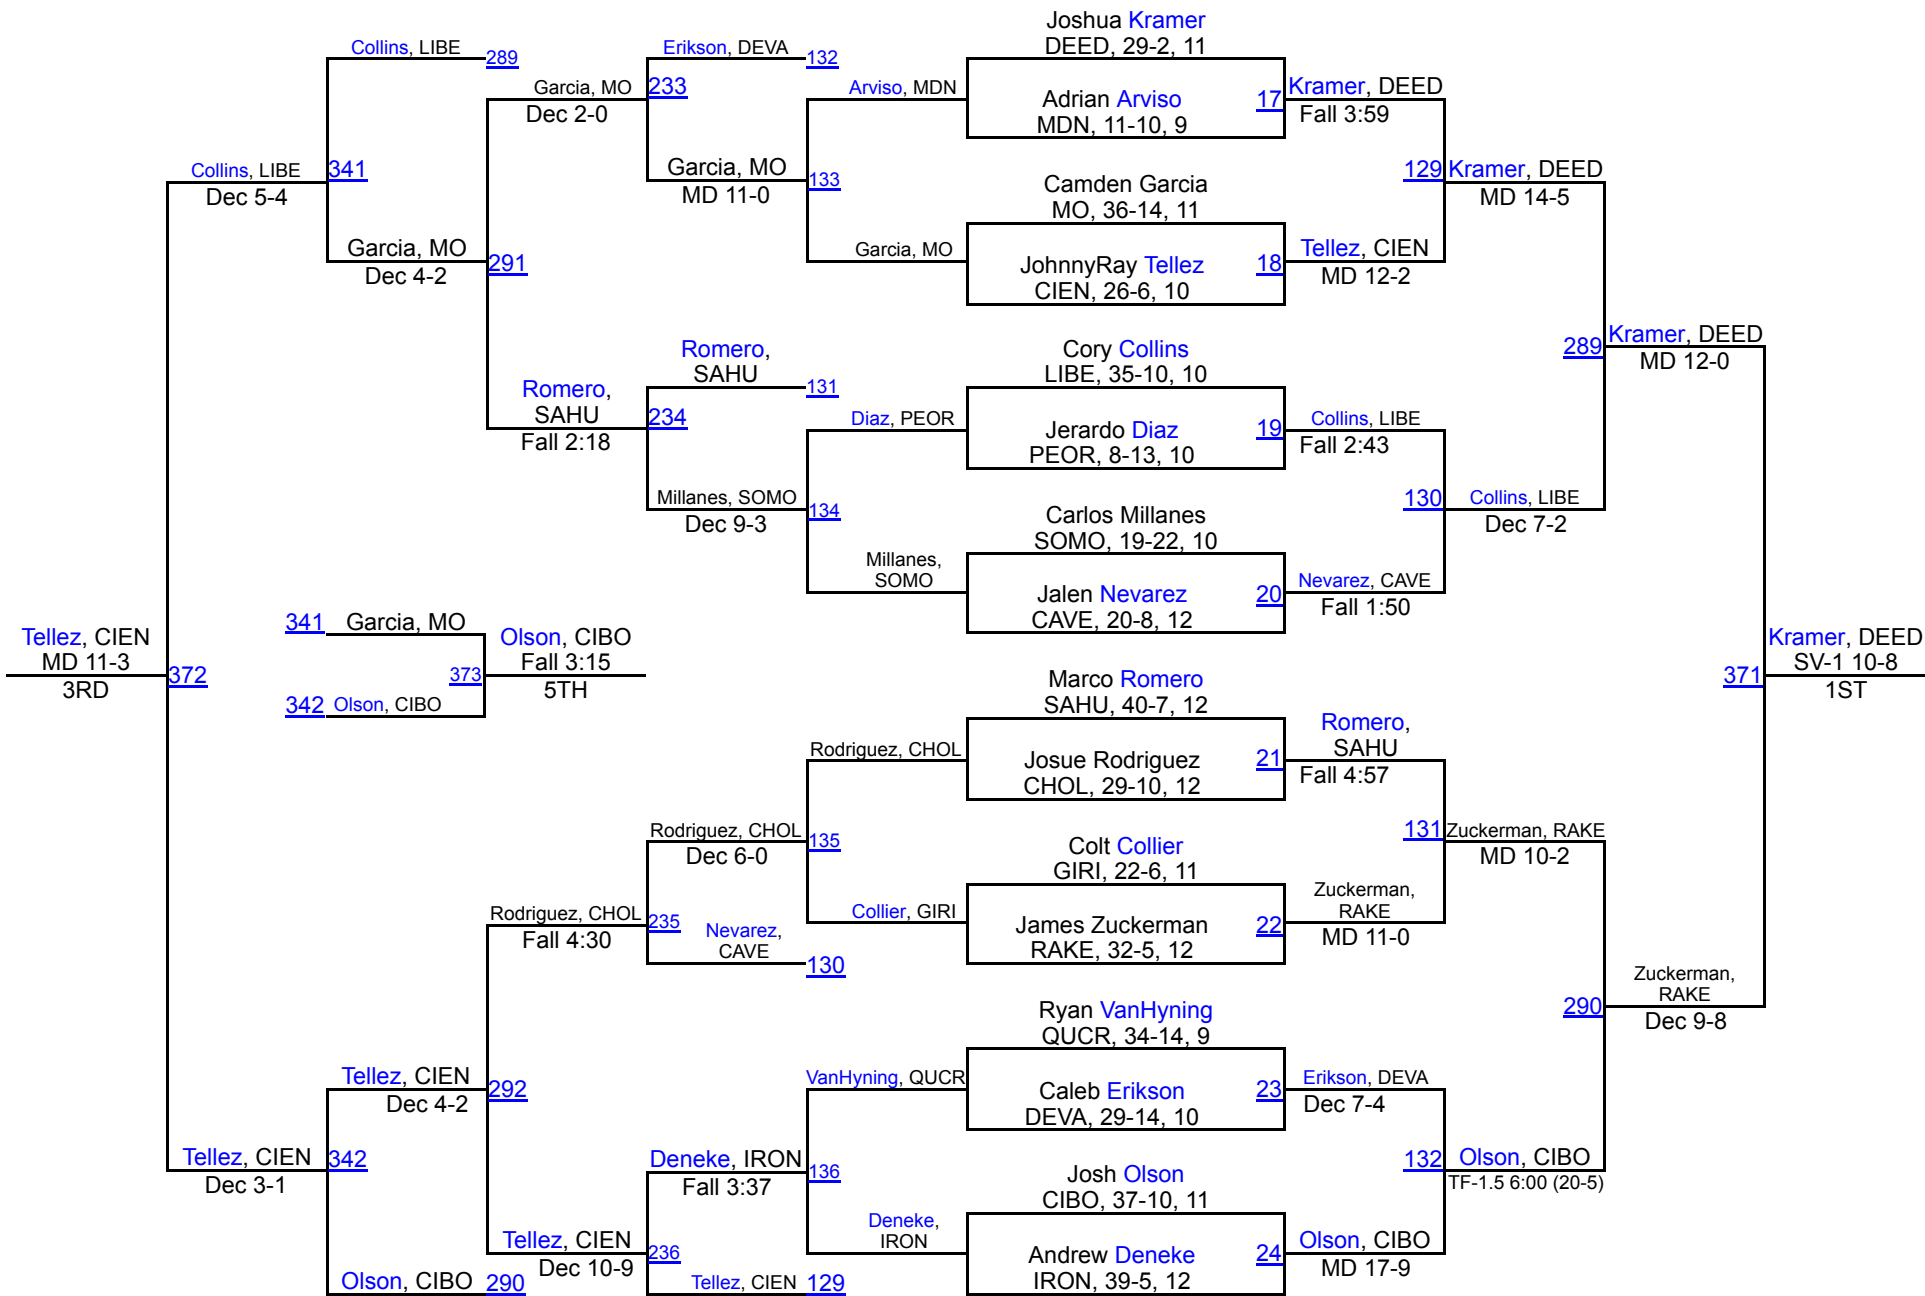 Joshua Kramer
DEED, 29-2, 11
Collins, LIBE
289
Erikson, DEVA
132
Garcia, MO
233
Dec 2-0
Arviso, MDN
Adrian Arviso
MDN, 11-10, 9
17
Kramer, DEED
Fall 3:59
Collins, LIBE
341
Dec 5-4
Garcia, MO
133
MD 11-0
129
Kramer, DEED
MD 14-5
Camden Garcia
MO, 36-14, 11
Garcia, MO
Dec 4-2
291
Garcia, MO
JohnnyRay Tellez
CIEN, 26-6, 10
18
Tellez, CIEN
MD 12-2
Romero,
SAHU
131
Cory Collins
LIBE, 35-10, 10
289
Kramer, DEED
MD 12-0
Romero,
SAHU
234
Fall 2:18
Diaz, PEOR
Jerardo Diaz
PEOR, 8-13, 10
19
Collins, LIBE
Fall 2:43
Millanes, SOMO
134
Dec 9-3
130
Collins, LIBE
Dec 7-2
Carlos Millanes
SOMO, 19-22, 10
Millanes,
SOMO
Jalen Nevarez
CAVE, 20-8, 12
20
Nevarez, CAVE
Fall 1:50
Tellez, CIEN
MD 11-3
3RD
372
341
Garcia, MO
342
Olson, CIBO
373
Olson, CIBO
Fall 3:15
5TH
371
Kramer, DEED
SV-1 10-8
1ST
Marco Romero
SAHU, 40-7, 12
Rodriguez, CHOL
Josue Rodriguez
CHOL, 29-10, 12
21
Romero,
SAHU
Fall 4:57
Rodriguez, CHOL
135
Dec 6-0
131
Zuckerman, RAKE
MD 10-2
Colt Collier
GIRI, 22-6, 11
Rodriguez, CHOL
235
Fall 4:30
Nevarez,
CAVE
130
Collier, GIRI
James Zuckerman
RAKE, 32-5, 12
22
Zuckerman,
RAKE
MD 11-0
290
Zuckerman,
RAKE
Dec 9-8
Ryan VanHyning
QUCR, 34-14, 9
Tellez, CIEN
292
Dec 4-2
VanHyning, QUCR
Caleb Erikson
DEVA, 29-14, 10
23
Erikson, DEVA
Dec 7-4
Tellez, CIEN
342
Dec 3-1
Deneke, IRON
136
Fall 3:37
132
Olson, CIBO
TF-1.5 6:00 (20-5)
Josh Olson
CIBO, 37-10, 11
Tellez, CIEN
236
Dec 10-9
Deneke,
IRON
Andrew Deneke
IRON, 39-5, 12
24
Olson, CIBO
MD 17-9
Olson, CIBO
290
Tellez, CIEN
129